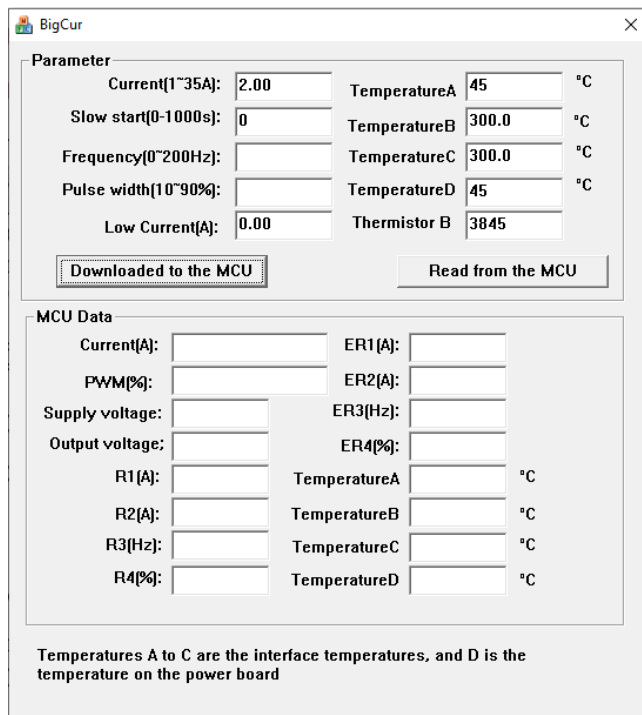 BigCur
Parameter
Current(1~35A): 2.00 TemperatureA 45 °C
Slow start(0-1000s): 0 TemperatureB 300.0 °C
Frequency(0~200Hz): TemperatureC 300.0 °C
Pulse width(10~90%): TemperatureD 45 °C
Low Current(A): 0.00 Thermistor B 3845
Downloaded to the MCU Read from the MCU
MCU Data
Current(A): ER1(A):
PWM(%): ER2(A):
Supply voltage: ER3(Hz):
Output voltage; ER4(%):
R1(A): TemperatureA °C
R2(A): TemperatureB °C
R3(Hz): TemperatureC °C
R4(%): TemperatureD °C
Temperatures A to C are the interface temperatures, and D is the
temperature on the power board